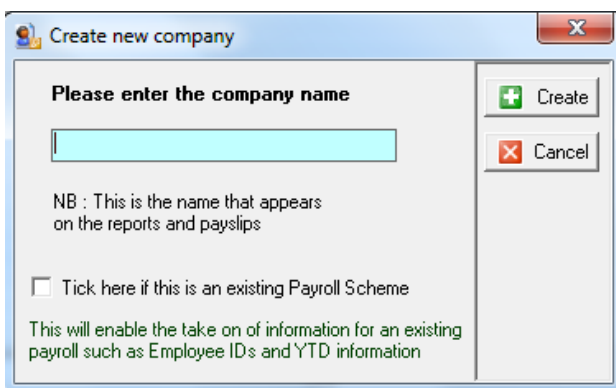 Create new company
Please enter the company name
Create
Cancel
NB : This is the name that appears
on the reports and payslips
Tick here if this is an existing Payroll Scheme
This will enable the take on of information for an existing
payroll such as Employee IDs and YTD information